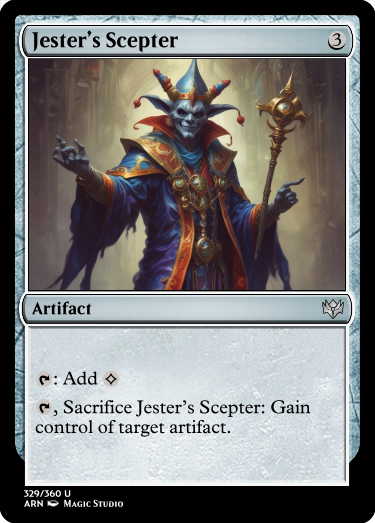 Jester's Scepter 3
Artifact
: Add
, Sacrifice Jester's Scepter: Gain
control of target artifact.
329/360 U
ARN Magic Studio